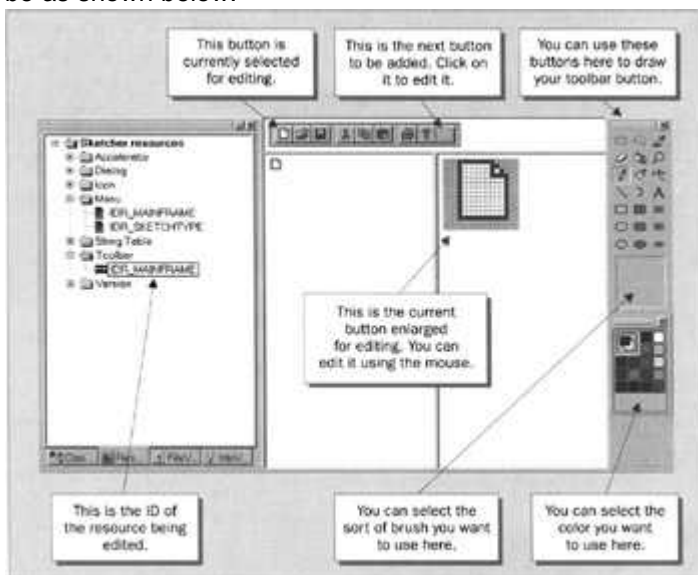 be as shown below:
This button is
currently selected
for editing.
This is the next button
to be added. Click on
it to edit it.
You can use these
buttons here to draw
your toolbar button.
Sketcher resources
Accelerator
Dialog
Icon
Menu
IDR_MAINFRAME
IDR_SKETCHTYPE
String Table
Toolbar
IDR_MAINFRAME
Version
This is the current
button enlarged
for editing. You can
edit it using the mouse.
This is the ID of
the resource being
edited.
You can select the
sort of brush you want
to use here.
You can select the
color you want
to use here.